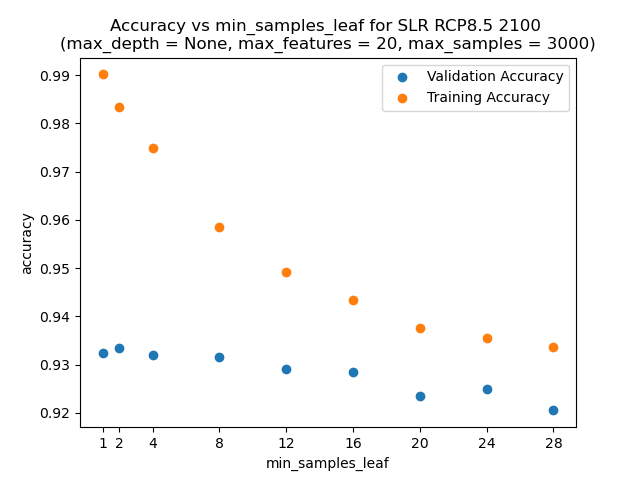 Accuracy vs min_samples_leaf for SLR RCP8.5 2100
(max_depth = None, max_features = 20, max_samples = 3000)
Validation Accuracy
Training Accuracy
0.99
0.98
0.97
0.96
0.95
0.94
0.93
0.92
accuracy
1 2 4 8 12 16 20 24 28
min_samples_leaf